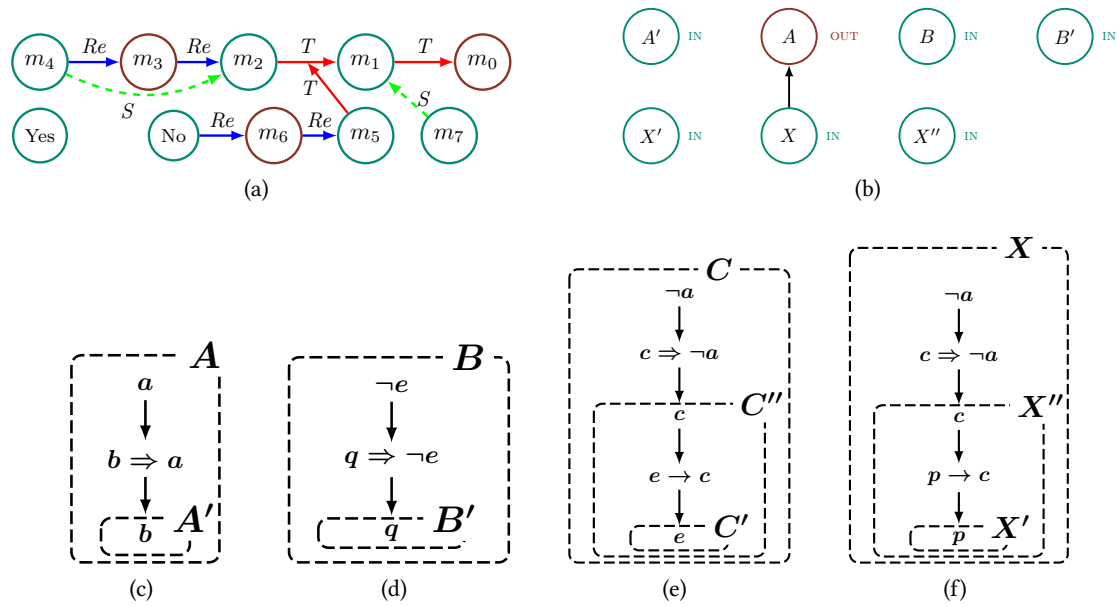 Re Re T T
m₄ m₃ m₂ m₁ m₀
S T S
Re Re
Yes No m₆ m₅ m₇
(a)
A′ IN A OUT B IN B′ IN
X′ IN X IN X″ IN
(b)
A
a
b ⇒ a
A′
b
(c)
B
¬e
q ⇒ ¬e
B′
q
(d)
C
¬a
c ⇒ ¬a
C″
c
e → c
C′
e
(e)
X
¬a
c ⇒ ¬a
X″
c
p → c
X′
p
(f)